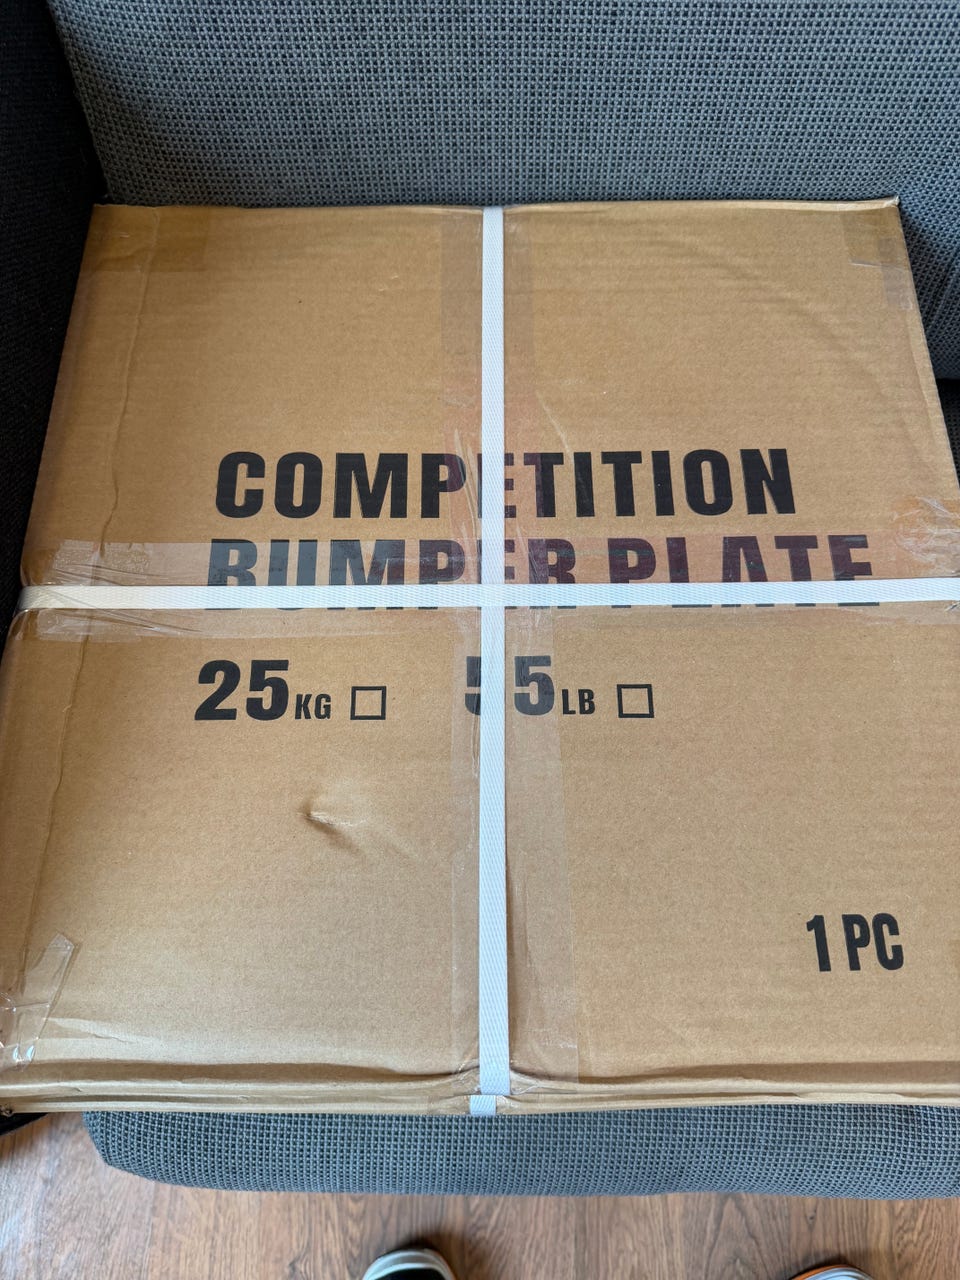 COMPETITION
BUMPER PLATE
25KG □ 55LB □
1 PC